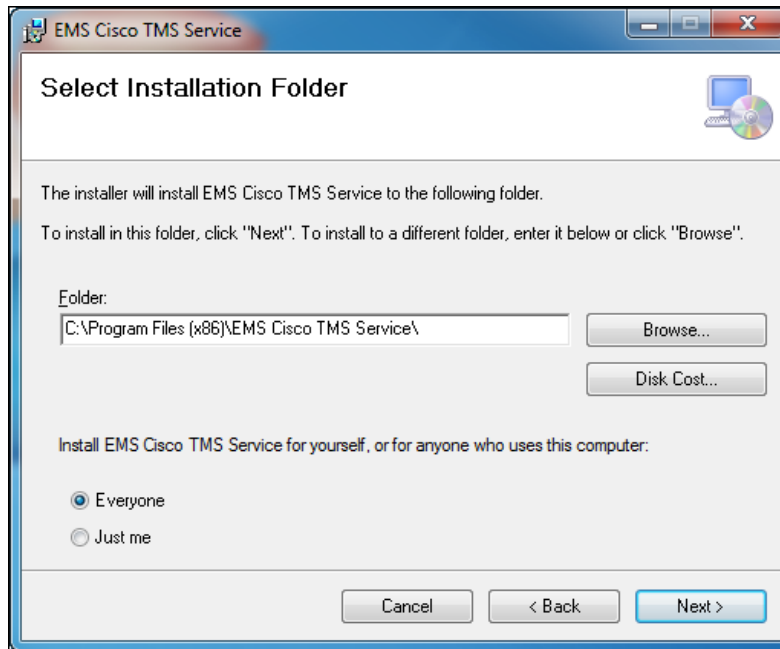 EMS Cisco TMS Service
Select Installation Folder
The installer will install EMS Cisco TMS Service to the following folder.
To install in this folder, click "Next". To install to a different folder, enter it below or click "Browse".
Folder:
C:\Program Files (x86)\EMS Cisco TMS Service\
Browse...
Disk Cost...
Install EMS Cisco TMS Service for yourself, or for anyone who uses this computer:
Everyone
Just me
Cancel
< Back
Next >